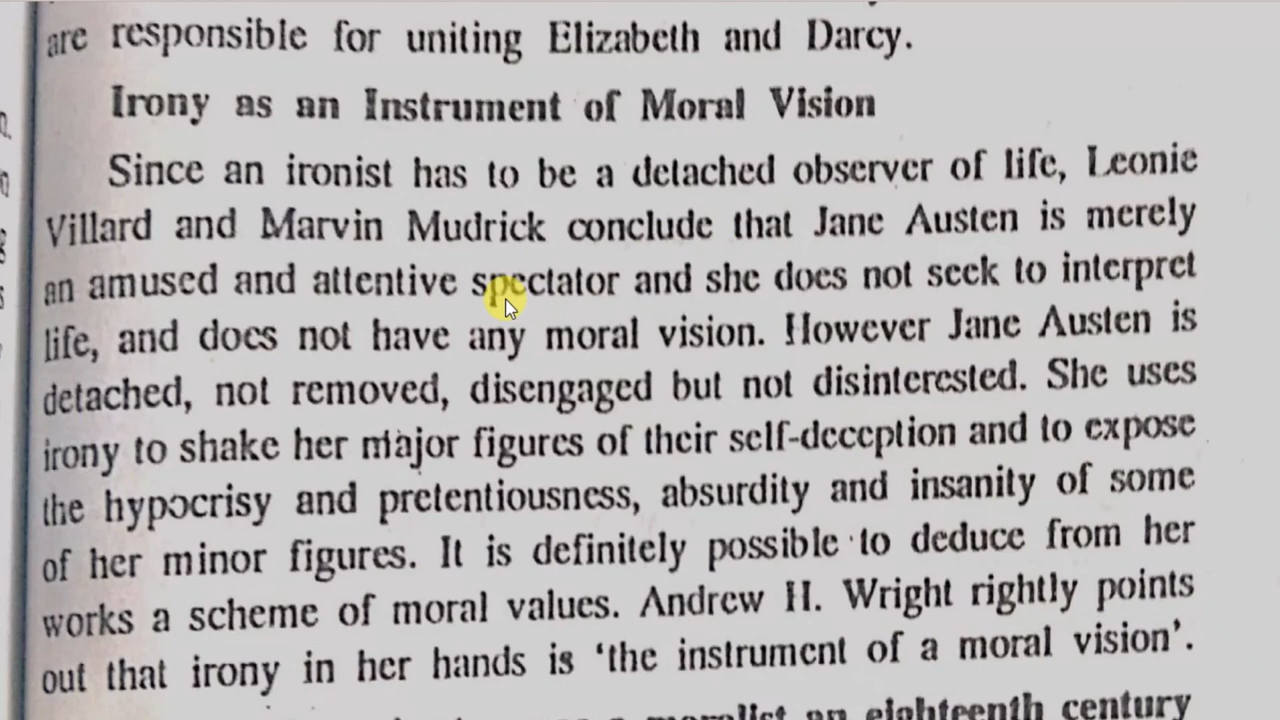 are responsible for uniting Elizabeth and Darcy.
Irony as an Instrument of Moral Vision
Since an ironist has to be a detached observer of life, Leonie
Villard and Marvin Mudrick conclude that Jane Austen is merely
an amused and attentive spectator and she does not seek to interpret
life, and does not have any moral vision. However Jane Austen is
detached, not removed, disengaged but not disinterested. She uses
irony to shake her major figures of their self-deception and to expose
the hypocrisy and pretentiousness, absurdity and insanity of some
of her minor figures. It is definitely possible to deduce from her
works a scheme of moral values. Andrew H. Wright rightly points
out that irony in her hands is ‘the instrument of a moral vision’.
moralist an eighteenth century